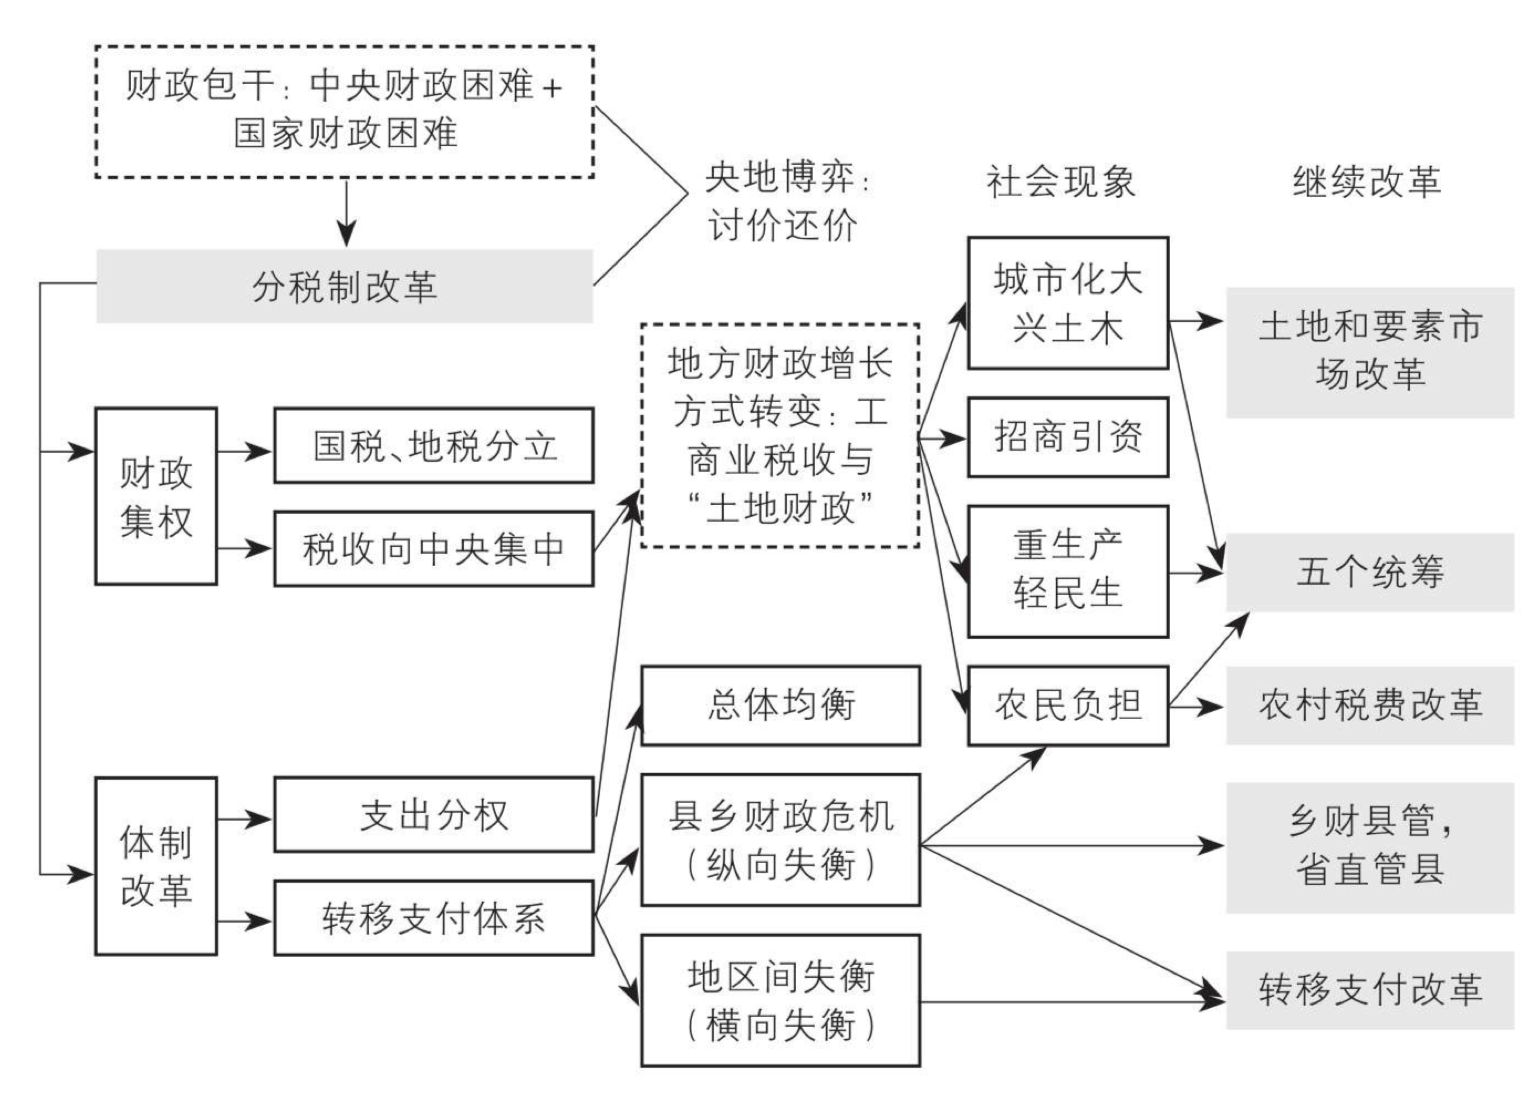 财政包干：中央财政困难+
国家财政困难
央地博弈：
讨价还价
社会现象
继续改革
分税制改革
城市化大
兴土木
土地和要素市
场改革
地方财政增长
方式转变：工
商业税收与
“土地财政”
财政
集权
国税、地税分立
税收向中央集中
招商引资
重生产
轻民生
五个统筹
总体均衡
农民负担
农村税费改革
体制
改革
支出分权
转移支付体系
县乡财政危机
（纵向失衡）
乡财县管，
省直管县
地区间失衡
（横向失衡）
转移支付改革